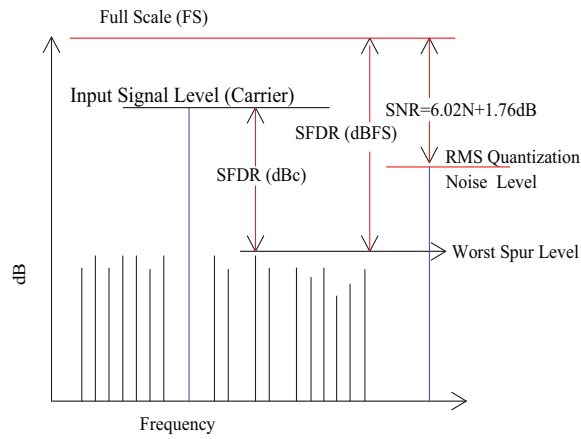 Full Scale (FS)
Input Signal Level (Carrier)
SNR=6.02N+1.76dB
SFDR (dBFS)
RMS Quantization
Noise Level
SFDR (dBc)
Worst Spur Level
dB
Frequency